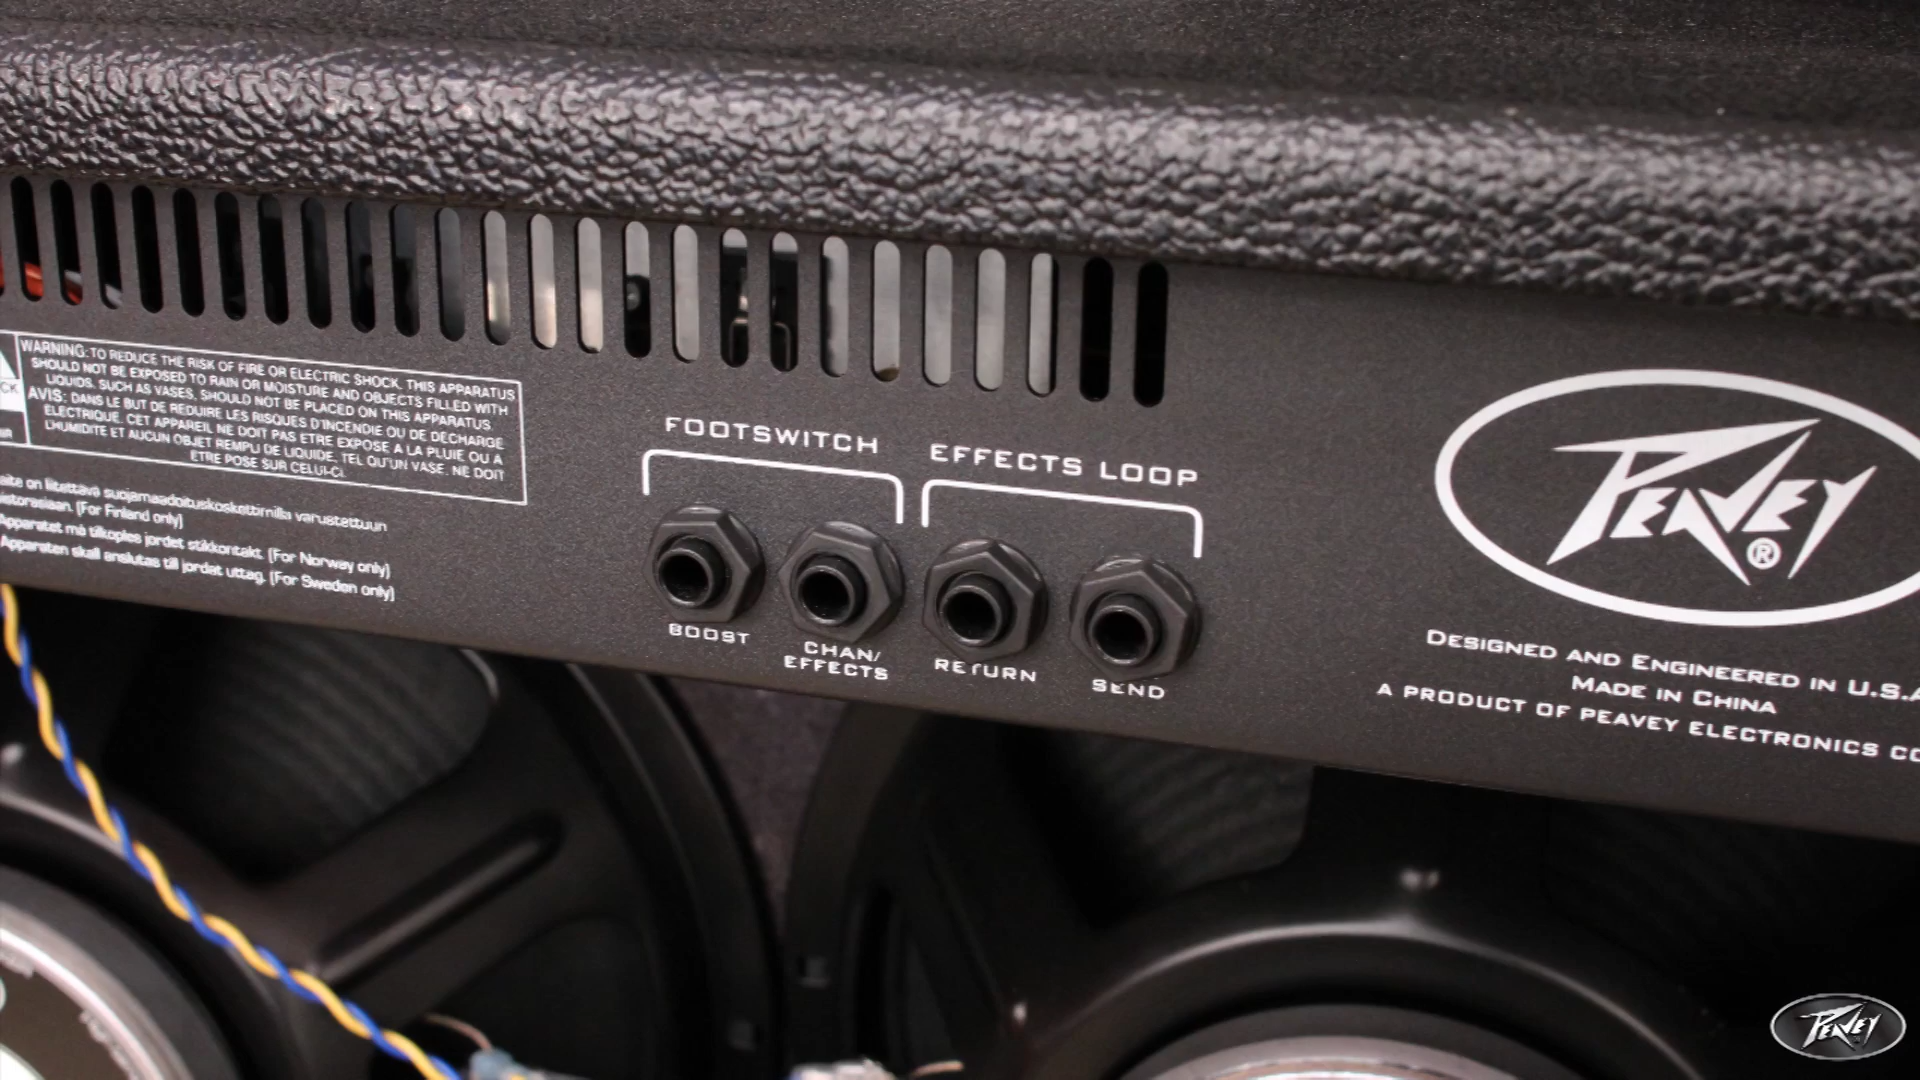 WARNING: TO REDUCE THE RISK OF FIRE OR ELECTRIC SHOCK, THIS APPARATUS
SHOULD NOT BE EXPOSED TO RAIN OR MOISTURE AND OBJECTS FILLED WITH
LIQUIDS, SUCH AS VASES, SHOULD NOT BE PLACED ON THIS APPARATUS.
AVIS: DANS LE BUT DE REDUIRE LES RISQUES D'INCENDIE OU DE DECHARGE
ELECTRIQUE, CET APPAREIL NE DOIT PAS ETRE EXPOSE A LA PLUIE OU A
L'HUMIDITE ET AUCUN OBJET REMPLI DE LIQUIDE, TEL QU'UN VASE, NE DOIT
ETRE POSE SUR CELUI-CI.
on liitettävä suojamaadoituskoskettimilla varustettuun
(For Finland only)
Apparatet må tilkoples jordet stikkontakt. (For Norway only)
Apparaten skall anslutas till jordat uttag. (For Sweden only)
FOOTSWITCH
EFFECTS LOOP
BOOST
CHAN/
EFFECTS
RETURN
SEND
PEAVEY ®
DESIGNED AND ENGINEERED IN U.S.A
MADE IN CHINA
A PRODUCT OF PEAVEY ELECTRONICS CO
PEAVEY